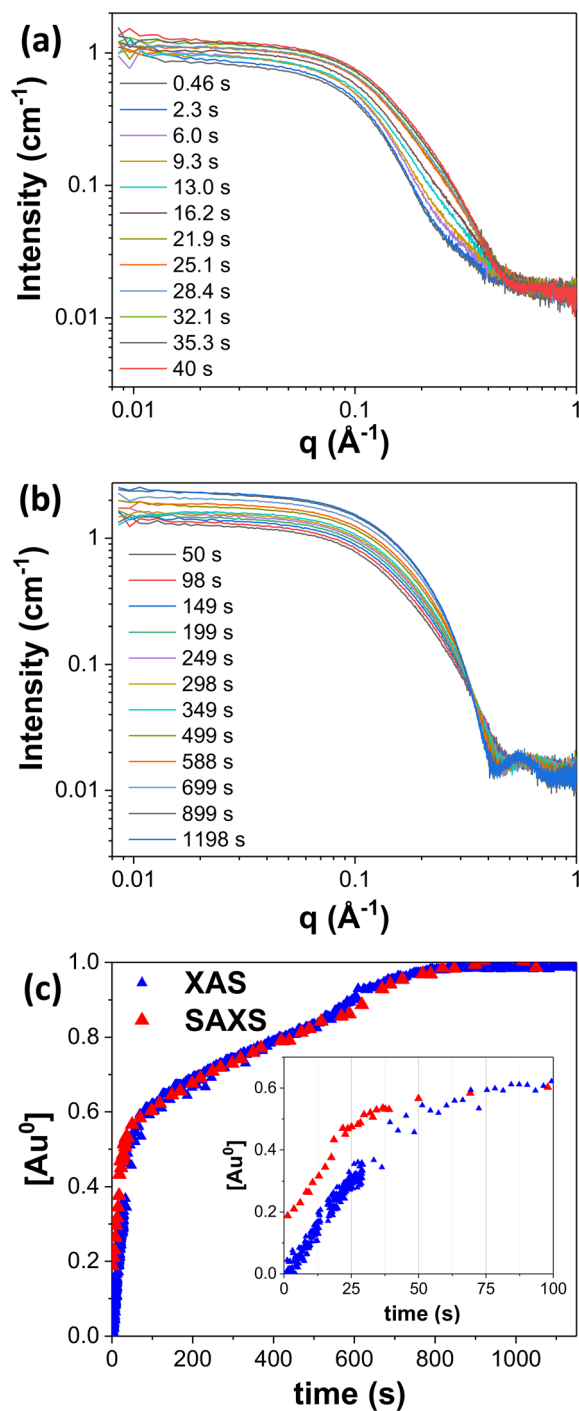 (a)
Intensity (cm-1)
1
0.1
0.01
0.46 s
2.3 s
6.0 s
9.3 s
13.0 s
16.2 s
21.9 s
25.1 s
28.4 s
32.1 s
35.3 s
40 s
0.01 0.1 1
q (Å-1)
(b)
Intensity (cm-1)
1
0.1
0.01
50 s
98 s
149 s
199 s
249 s
298 s
349 s
499 s
588 s
699 s
899 s
1198 s
0.01 0.1 1
q (Å-1)
(c)
[Au0]
1.0
0.8
0.6
0.4
0.2
0.0
XAS
SAXS
[Au0]
0.6
0.4
0.2
0.0
0 25 50 75 100
time (s)
0 200 400 600 800 1000
time (s)